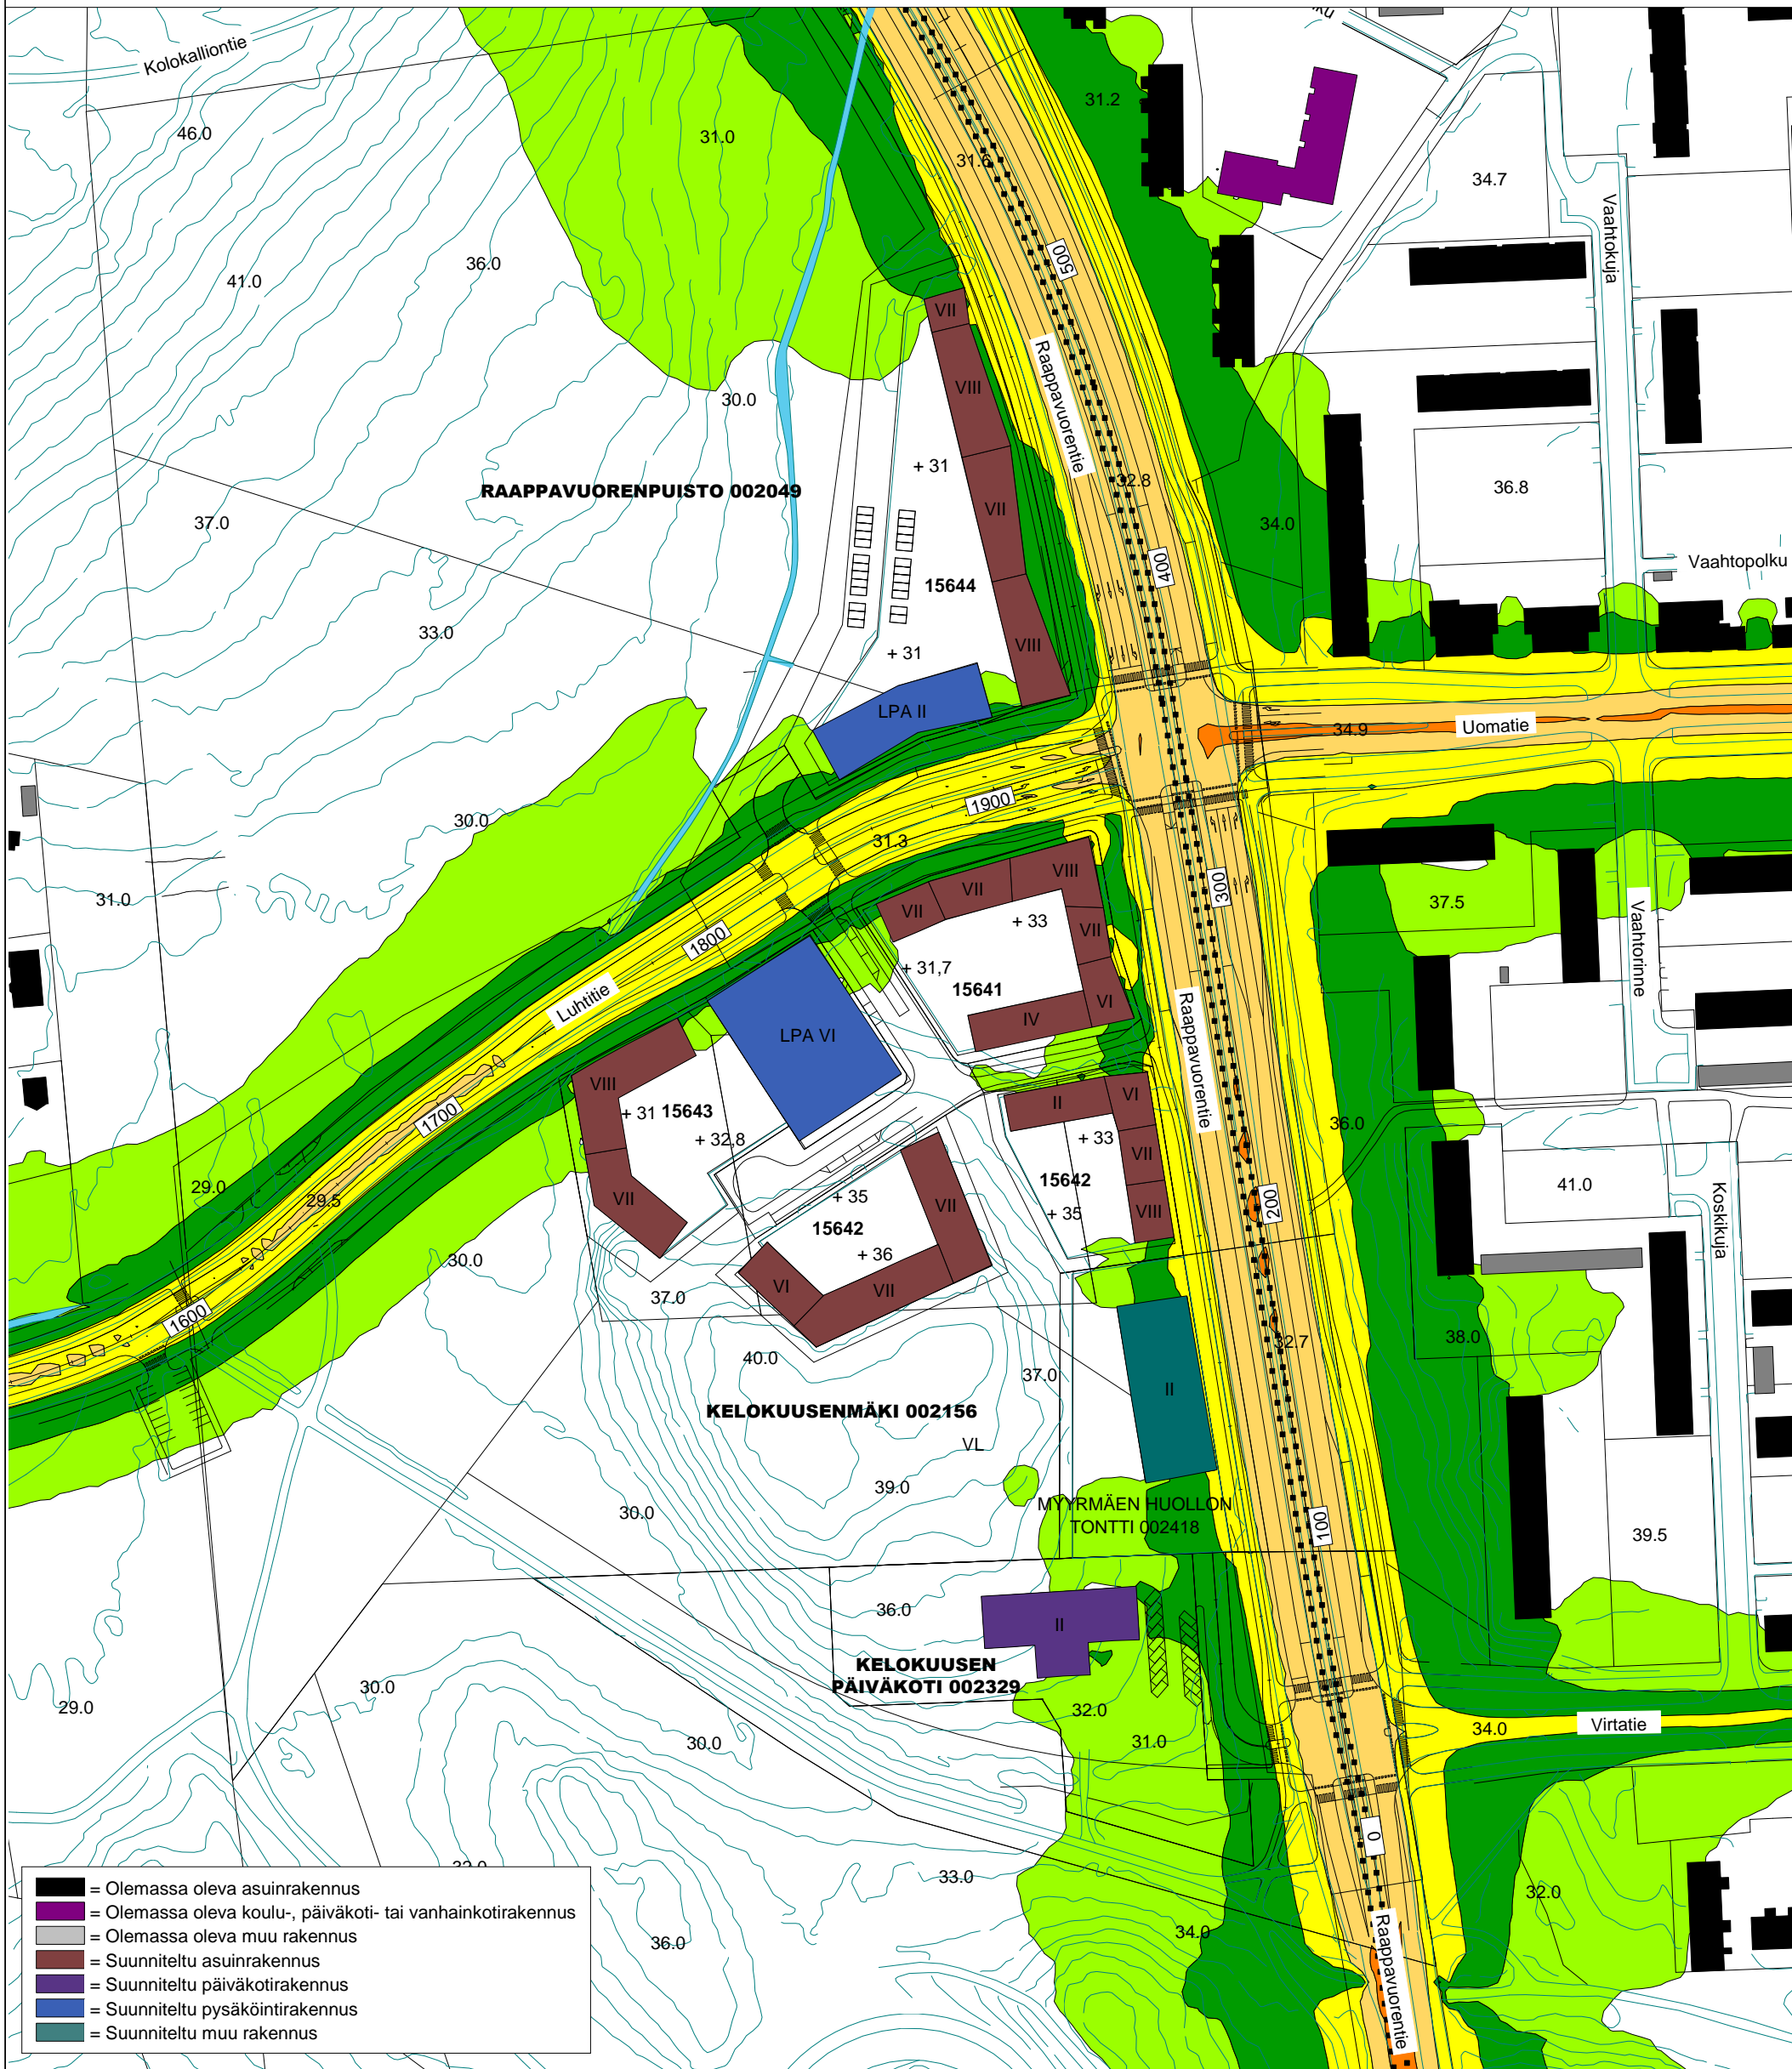 Kolokalliontie
46.0
31.0
31.2
31.6
34.7
Vaahtokuja
41.0
36.0
500
VII
Raappavuorentie
VIII
30.0
+ 31
32.8
RAAPPAVUORENPUISTO 002049
36.8
37.0
VII
34.0
400
Vaahtopolku
15644
33.0
VIII
+ 31
LPA II
34.9
Uomatie
1900
30.0
31.3
VIII
300
31.0
VII
VII
37.5
+ 33
VII
Vaahtorinne
1800
+ 31,7
15641
Luhtitie
VI
IV
LPA VI
Raappavuorentie
VIII
+ 31 15643
II
VI
1700
36.0
+ 32,8
+ 33
VII
15642
29.0
29.5
VII
+ 35
VII
200
41.0
Koskikuja
15642
+ 35
VIII
+ 36
30.0
VI
VII
37.0
1600
38.0
32.7
40.0
37.0
II
KELOKUUSENMÄKI 002156
VL
39.0
30.0
MYYRMÄEN HUOLLON
TONTTI 002418
100
39.5
36.0
II
KELOKUUSEN
PÄIVÄKOTI 002329
29.0
30.0
32.0
30.0
31.0
34.0
Virtatie
0
33.0
32.0
34.0
36.0
Raappavuorentie
= Olemassa oleva asuinrakennus
= Olemassa oleva koulu-, päiväkoti- tai vanhainkotirakennus
= Olemassa oleva muu rakennus
= Suunniteltu asuinrakennus
= Suunniteltu päiväkotirakennus
= Suunniteltu pysäköintirakennus
= Suunniteltu muu rakennus